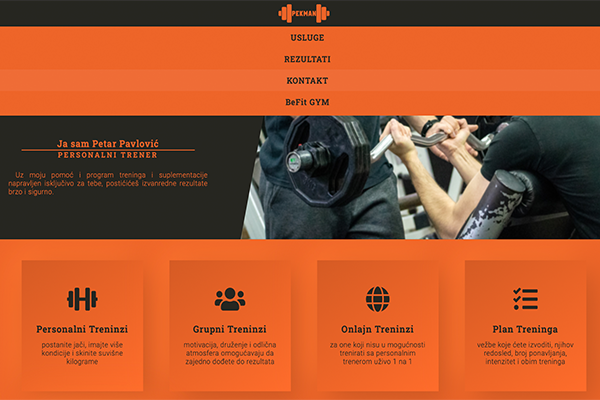 PEKMAN
USLUGE
REZULTATI
KONTAKT
BeFit GYM
Ja sam Petar Pavlović
PERSONALNI TRENER
Uz moju pomoć i program treninga i suplementacije
napravljen isključivo za tebe, postićićeš izvanredne rezultate
brzo i sigurno.
Personalni Treninzi
postanite jači, imajte više
kondicije i skinite suvišne
kilograme
Grupni Treninzi
motivacija, druženje i odlična
atmosfera omogućavaju da
zajedno dođete do rezultata
Onlajn Treninzi
za one koji nisu u mogućnosti
trenirati sa personalnim
trenerom uživo 1 na 1
Plan Treninga
vežbe koje ćete izvoditi, njihov
redosled, broj ponavljanja,
intenzitet i obim treninga